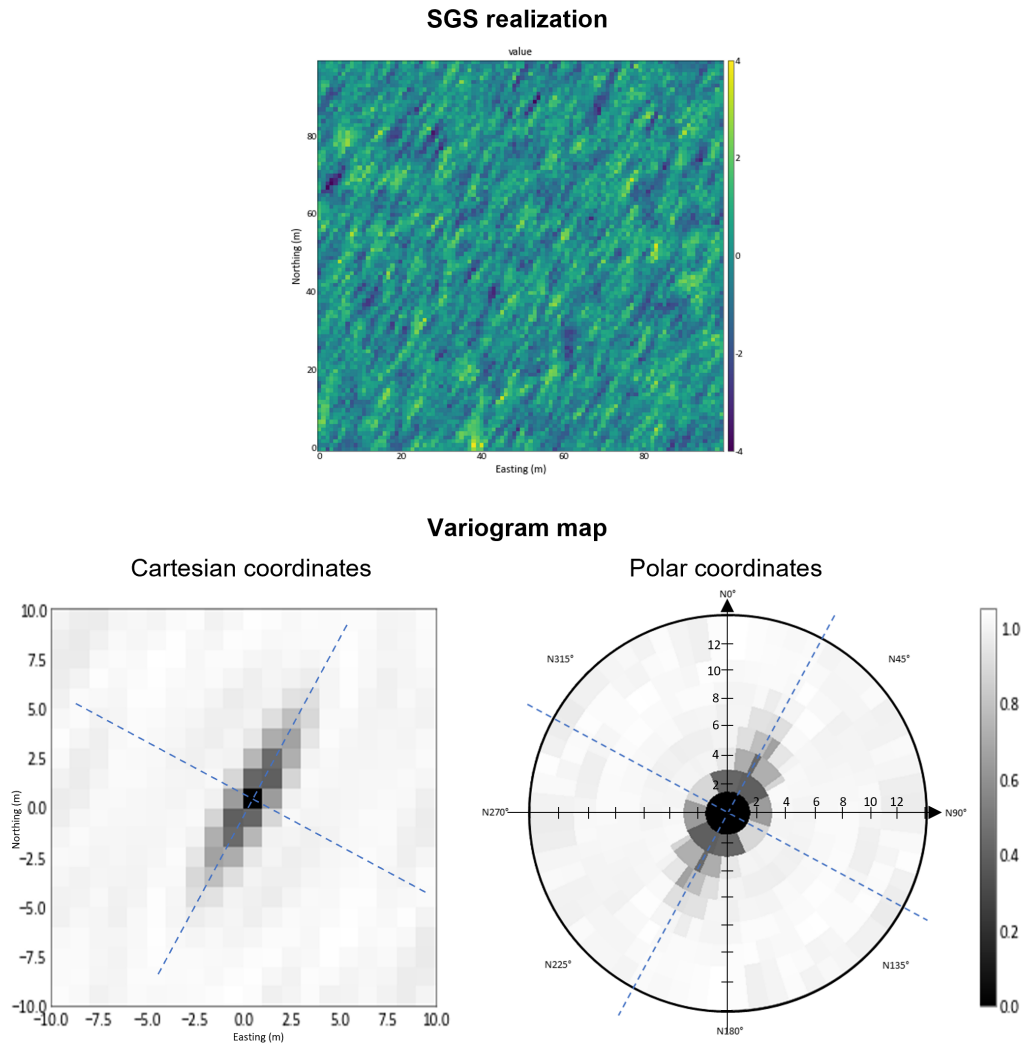 SGS realization
value
4
2
0
-2
-4
80
60
40
20
0
Northing (m)
0 20 40 60 80
Easting (m)
Variogram map
Cartesian coordinates
Polar coordinates
10.0
7.5
5.0
2.5
0.0
−2.5
−5.0
−7.5
−10.0
Northing (m)
−10.0 −7.5 −5.0 −2.5 0.0 2.5 5.0 7.5 10.0
Easting (m)
N0°
N315°
N45°
12
10
8
6
4
2
2 4 6 8 10 12
N270°
N90°
N225°
N135°
N180°
1.0
0.8
0.6
0.4
0.2
0.0